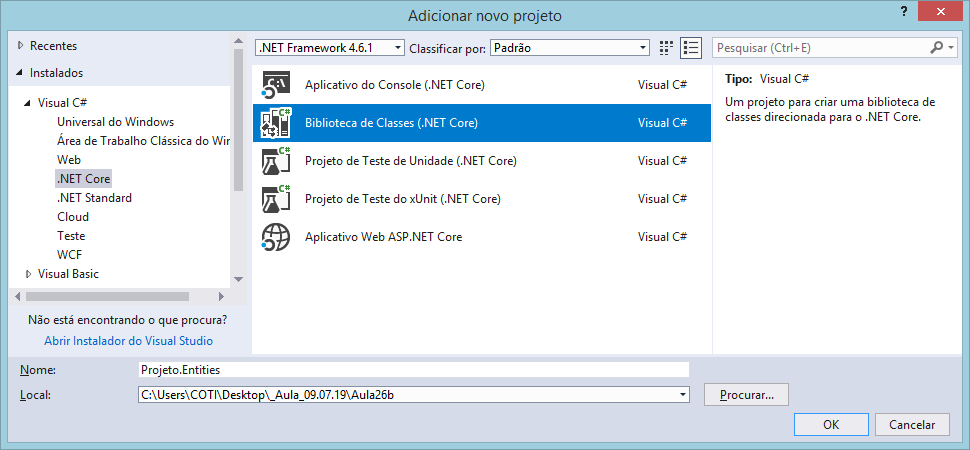 Adicionar novo projeto
Recentes
Instalados
Visual C#
Universal do Windows
Área de Trabalho Clássica do Wir
Web
.NET Core
.NET Standard
Cloud
Teste
WCF
Visual Basic
Não está encontrando o que procura?
Abrir Instalador do Visual Studio
.NET Framework 4.6.1 Classificar por: Padrão
Aplicativo do Console (.NET Core) Visual C#
Biblioteca de Classes (.NET Core) Visual C#
Projeto de Teste de Unidade (.NET Core) Visual C#
Projeto de Teste do xUnit (.NET Core) Visual C#
Aplicativo Web ASP.NET Core Visual C#
Pesquisar (Ctrl+E)
Tipo: Visual C#
Um projeto para criar uma biblioteca de
classes direcionada para o .NET Core.
Nome: Projeto.Entities
Local: C:\Users\COTI\Desktop\_Aula_09.07.19\Aula26b Procurar...
OK Cancelar